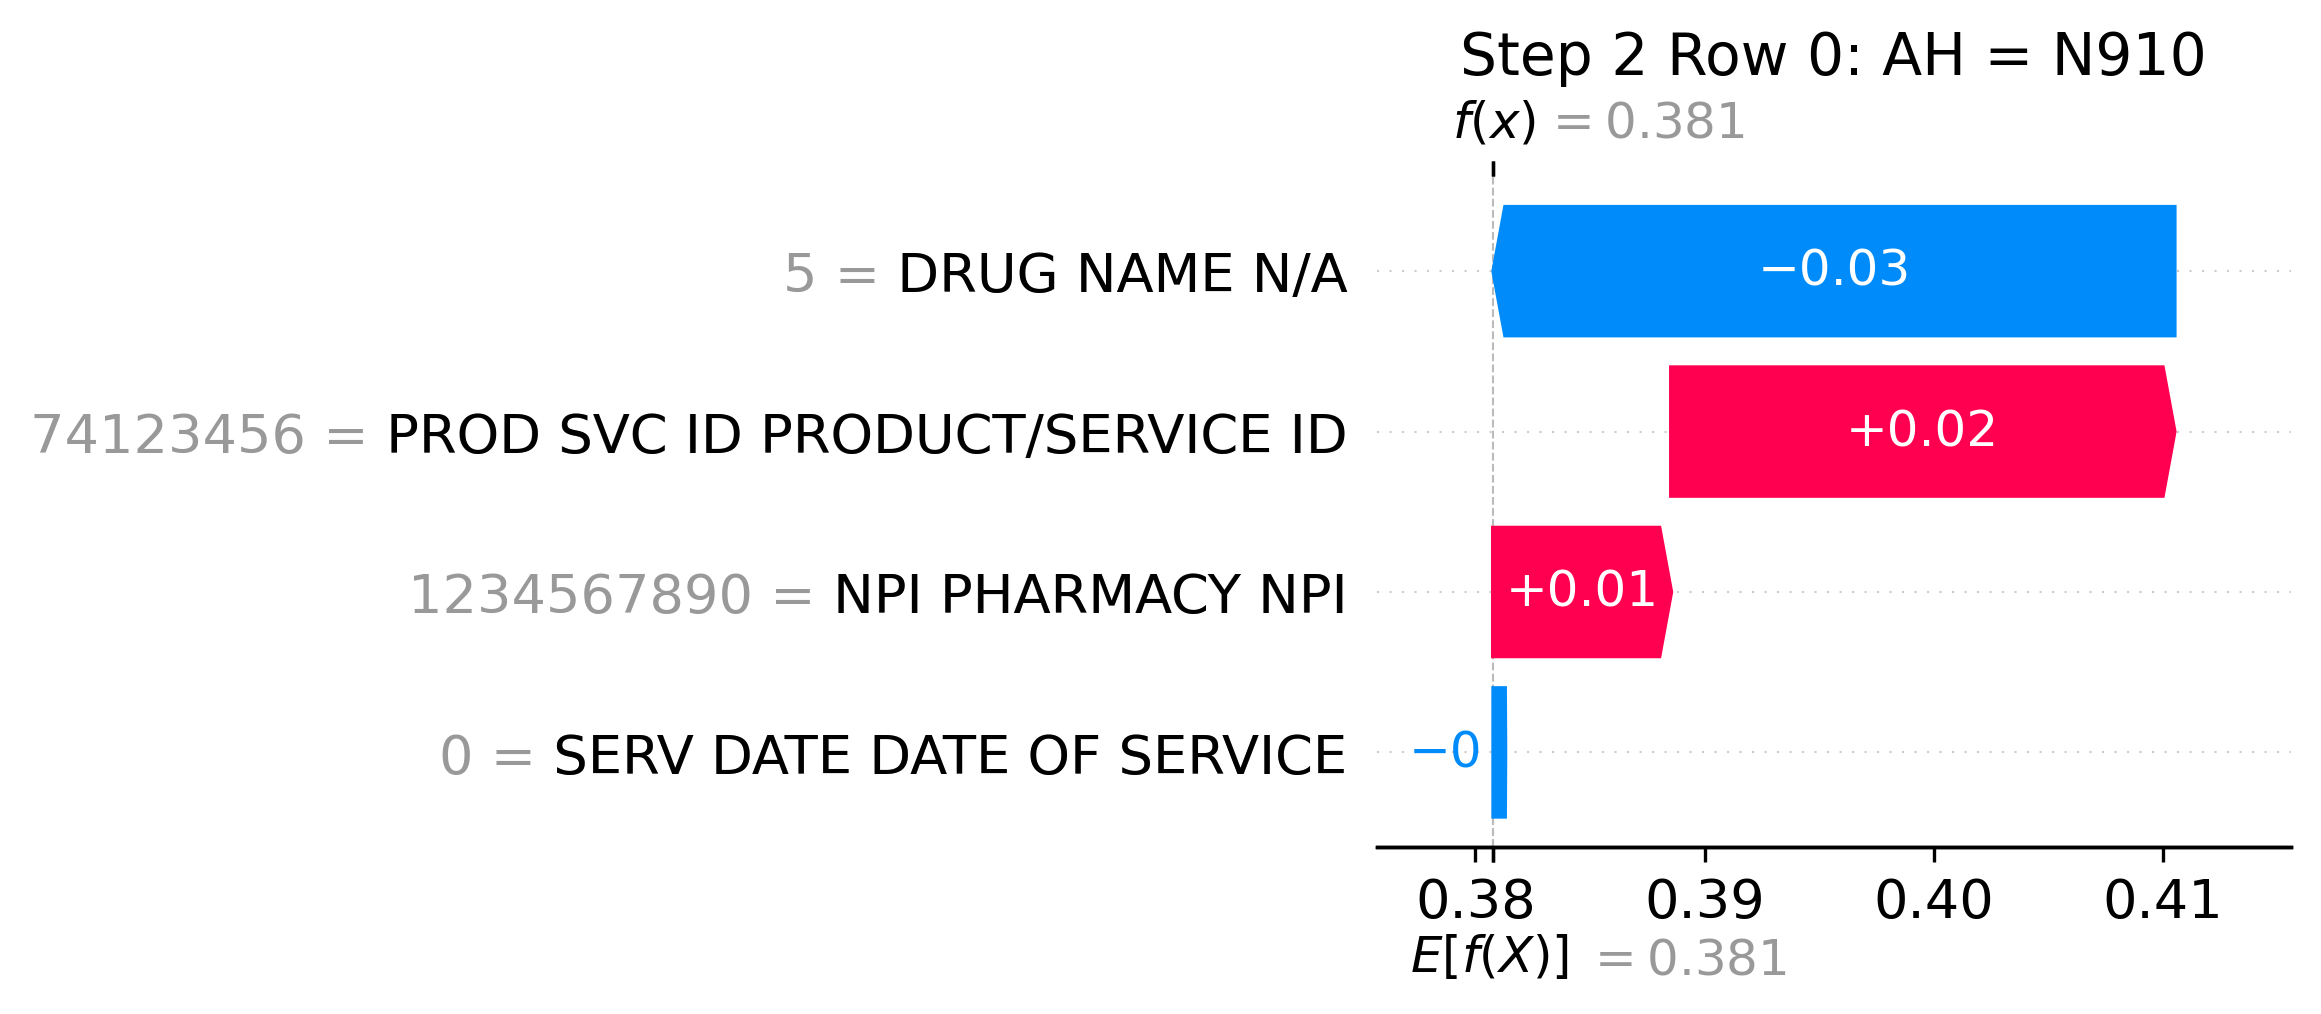 Step 2 Row 0: AH = N910
f(x) = 0.381
5 = DRUG NAME N/A
−0.03
74123456 = PROD SVC ID PRODUCT/SERVICE ID
+0.02
1234567890 = NPI PHARMACY NPI
+0.01
0 = SERV DATE DATE OF SERVICE
−0
0.38 0.39 0.40 0.41
E[f(X)] = 0.381